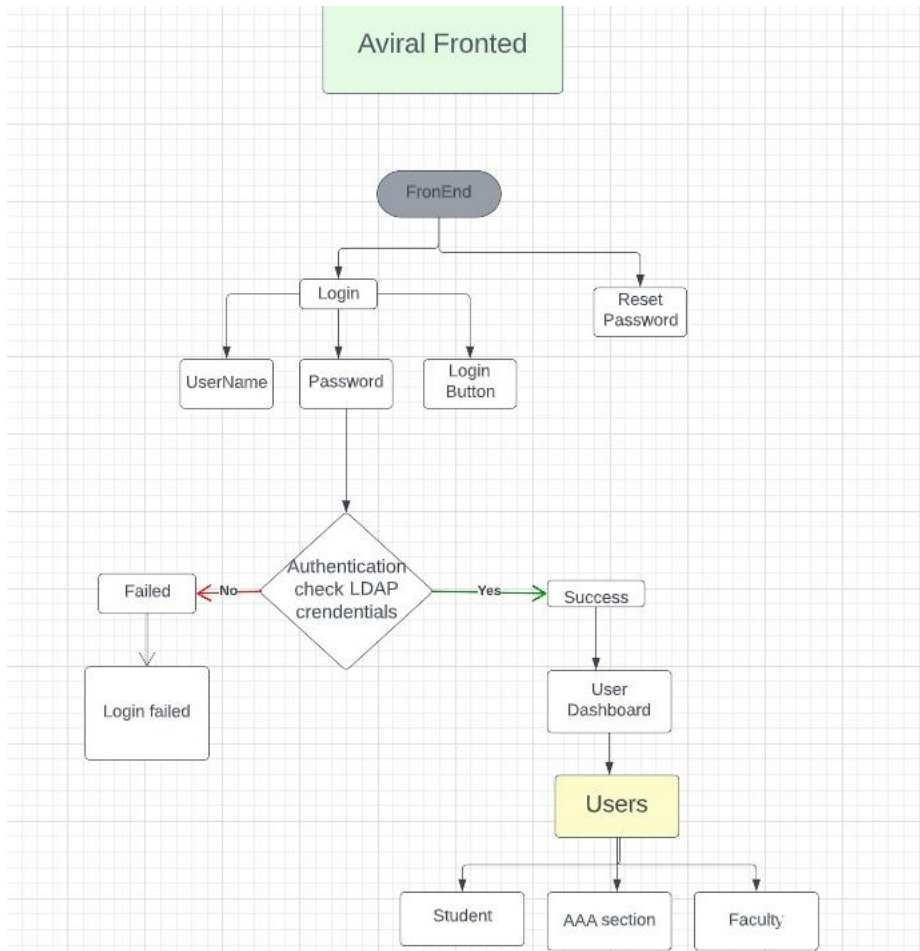 Aviral Fronted
FronEnd
Login
Reset
Password
UserName
Password
Login
Button
Authentication
check LDAP
crendentials
Failed
No
Yes
Success
Login failed
User
Dashboard
Users
Student
AAA section
Faculty